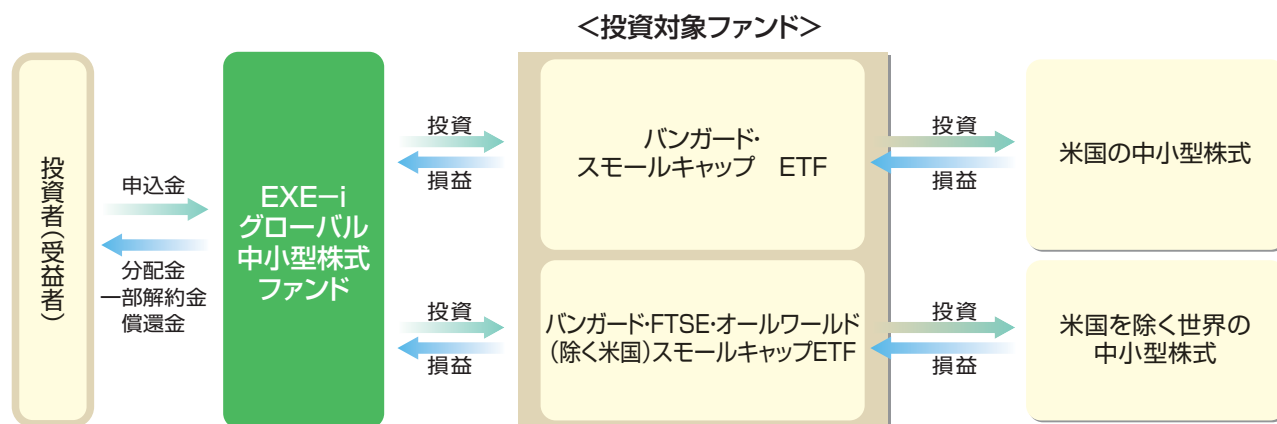 ＜投資対象ファンド＞
投資者（受益者）
申込金
分配金
一部解約金
償還金
EXE－i
グローバル
中小型株式
ファンド
投資
損益
バンガード・
スモールキャップ　ETF
投資
損益
米国の中小型株式
投資
損益
バンガード・FTSE・オールワールド
（除く米国）スモールキャップETF
投資
損益
米国を除く世界の
中小型株式